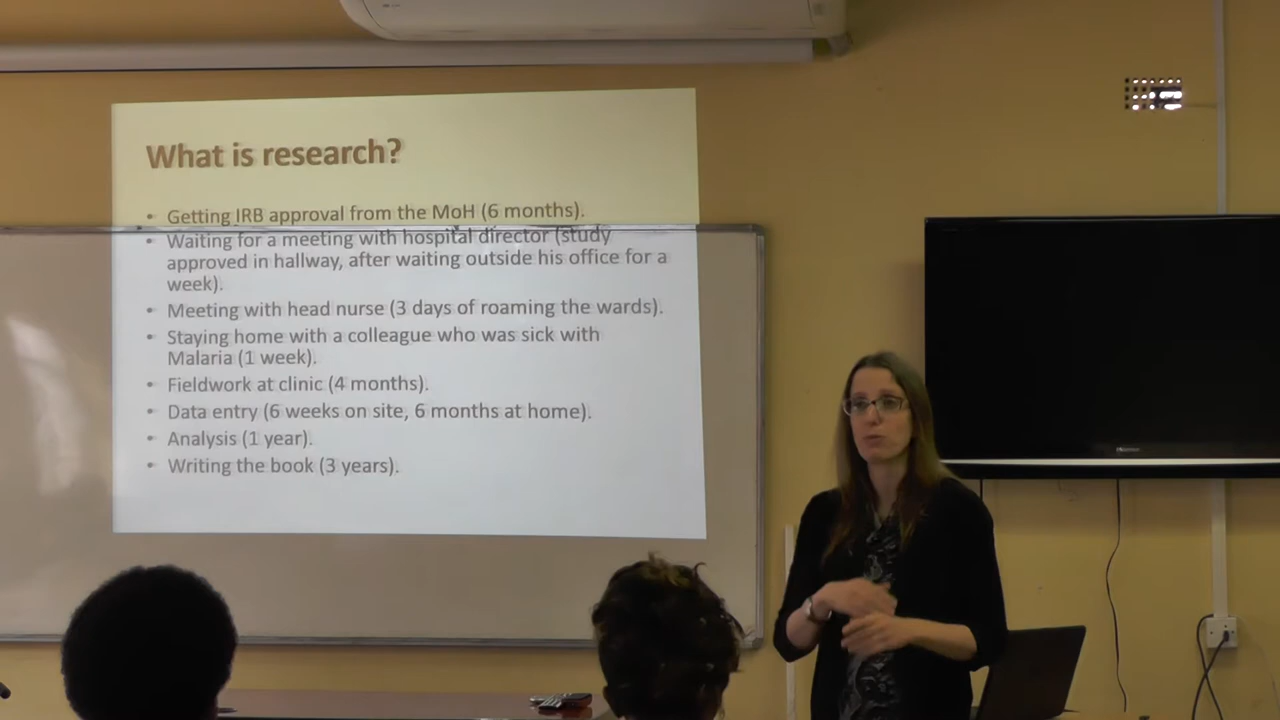 What is research?
• Getting IRB approval from the MoH (6 months).
• Waiting for a meeting with hospital director (study
approved in hallway, after waiting outside his office for a
week).
• Meeting with head nurse (3 days of roaming the wards).
• Staying home with a colleague who was sick with
Malaria (1 week).
• Fieldwork at clinic (4 months).
• Data entry (6 weeks on site, 6 months at home).
• Analysis (1 year).
• Writing the book (3 years).
Hisense